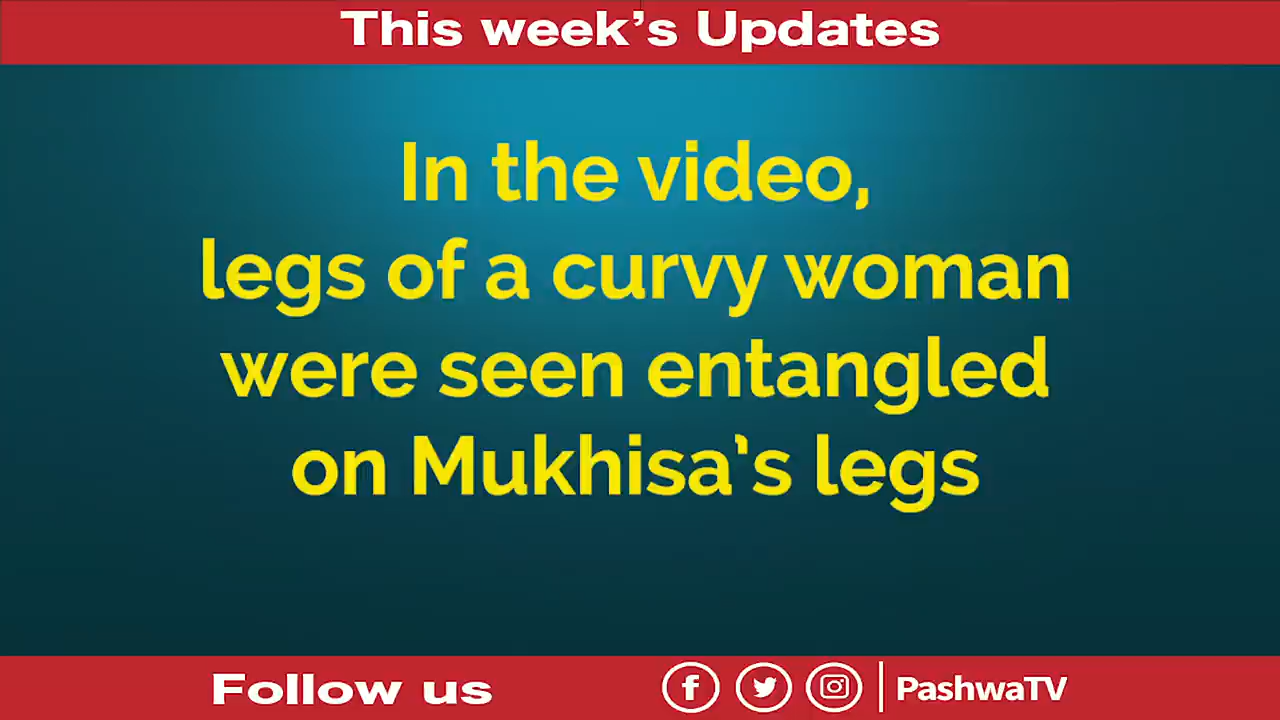 This week’s Updates
In the video,
legs of a curvy woman
were seen entangled
on Mukhisa’s legs
Follow us
PashwaTV